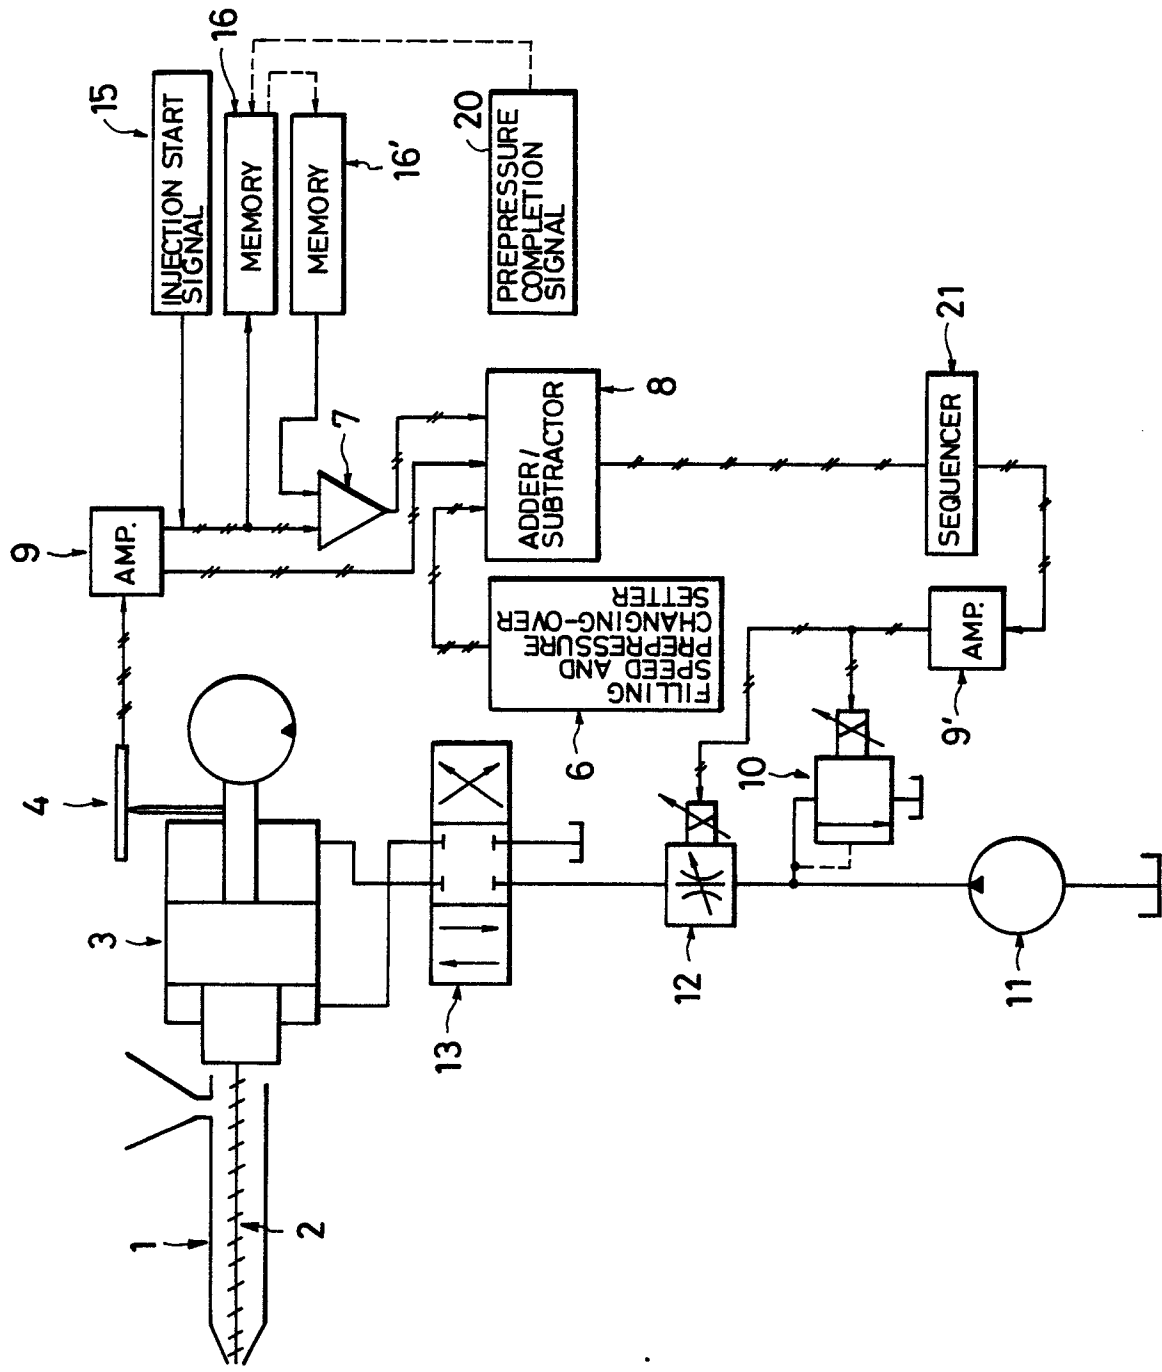 15
INJECTION START
SIGNAL
16
MEMORY
MEMORY
16'
20
PREPRESSURE
COMPLETION
SIGNAL
9
AMP.
7
ADDER/
SUBTRACTOR
8
SEQUENCER
21
4
FILLING
SPEED AND
PREPRESSURE
CHANGING-OVER
SETTER
6
AMP.
9'
10
3
13
12
11
1
2